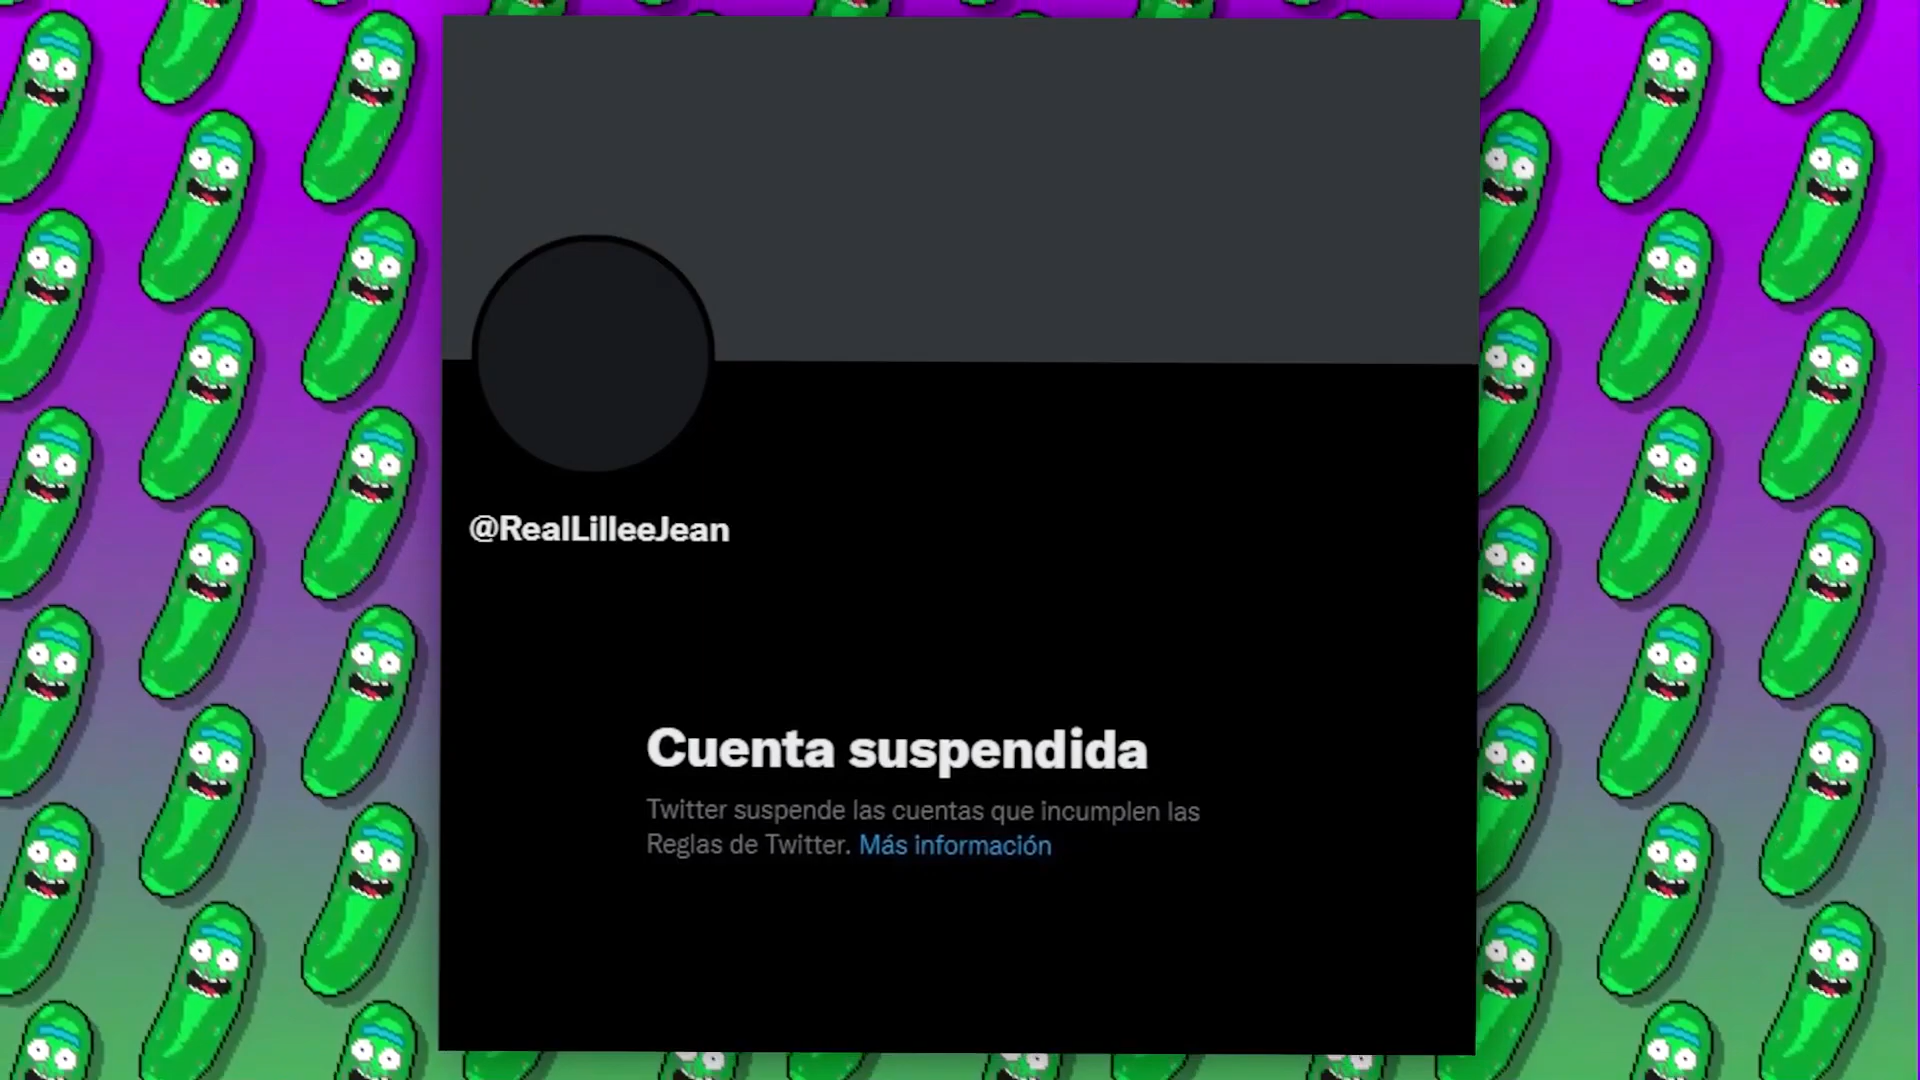 @RealLilleeJean
Cuenta suspendida
Twitter suspende las cuentas que incumplen las
Reglas de Twitter. Más información